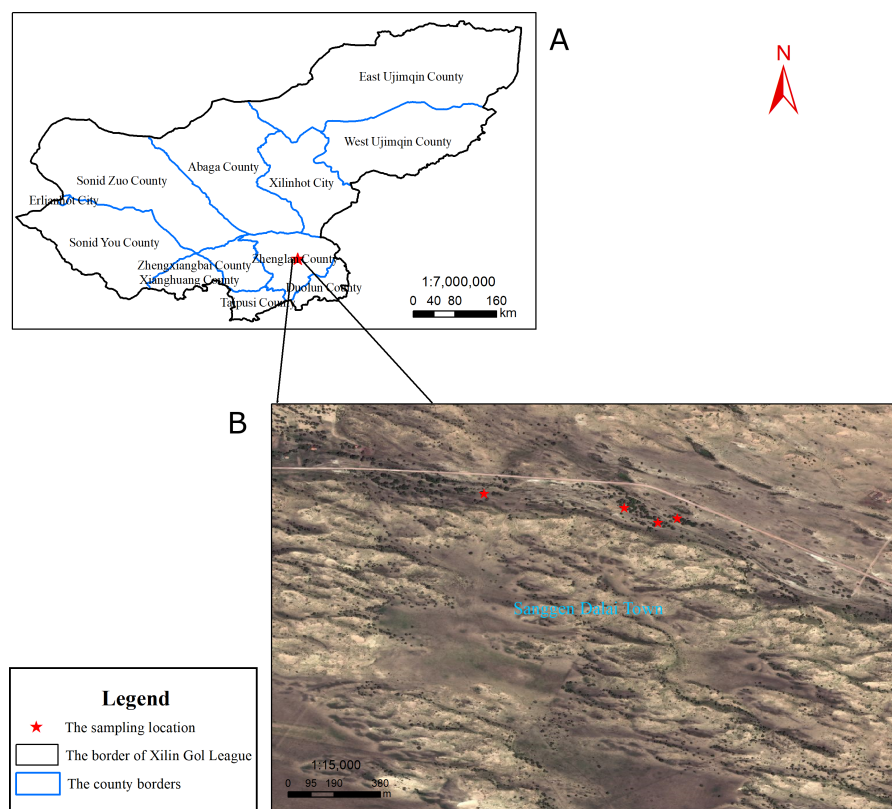 A
N
East Ujimqin County
West Ujimqin County
Abaga County
Xilinhot City
Sonid Zuo County
Erlianhot City
Sonid You County
Zhenglan County
Zhengxiangbai County
Xianghuang County
Duolun County
Taipusi County
1:7,000,000
0 40 80 160
km
B
Sanggen Dalai Town
Legend
The sampling location
The border of Xilin Gol League
The county borders
1:15,000
0 95 190 380
m